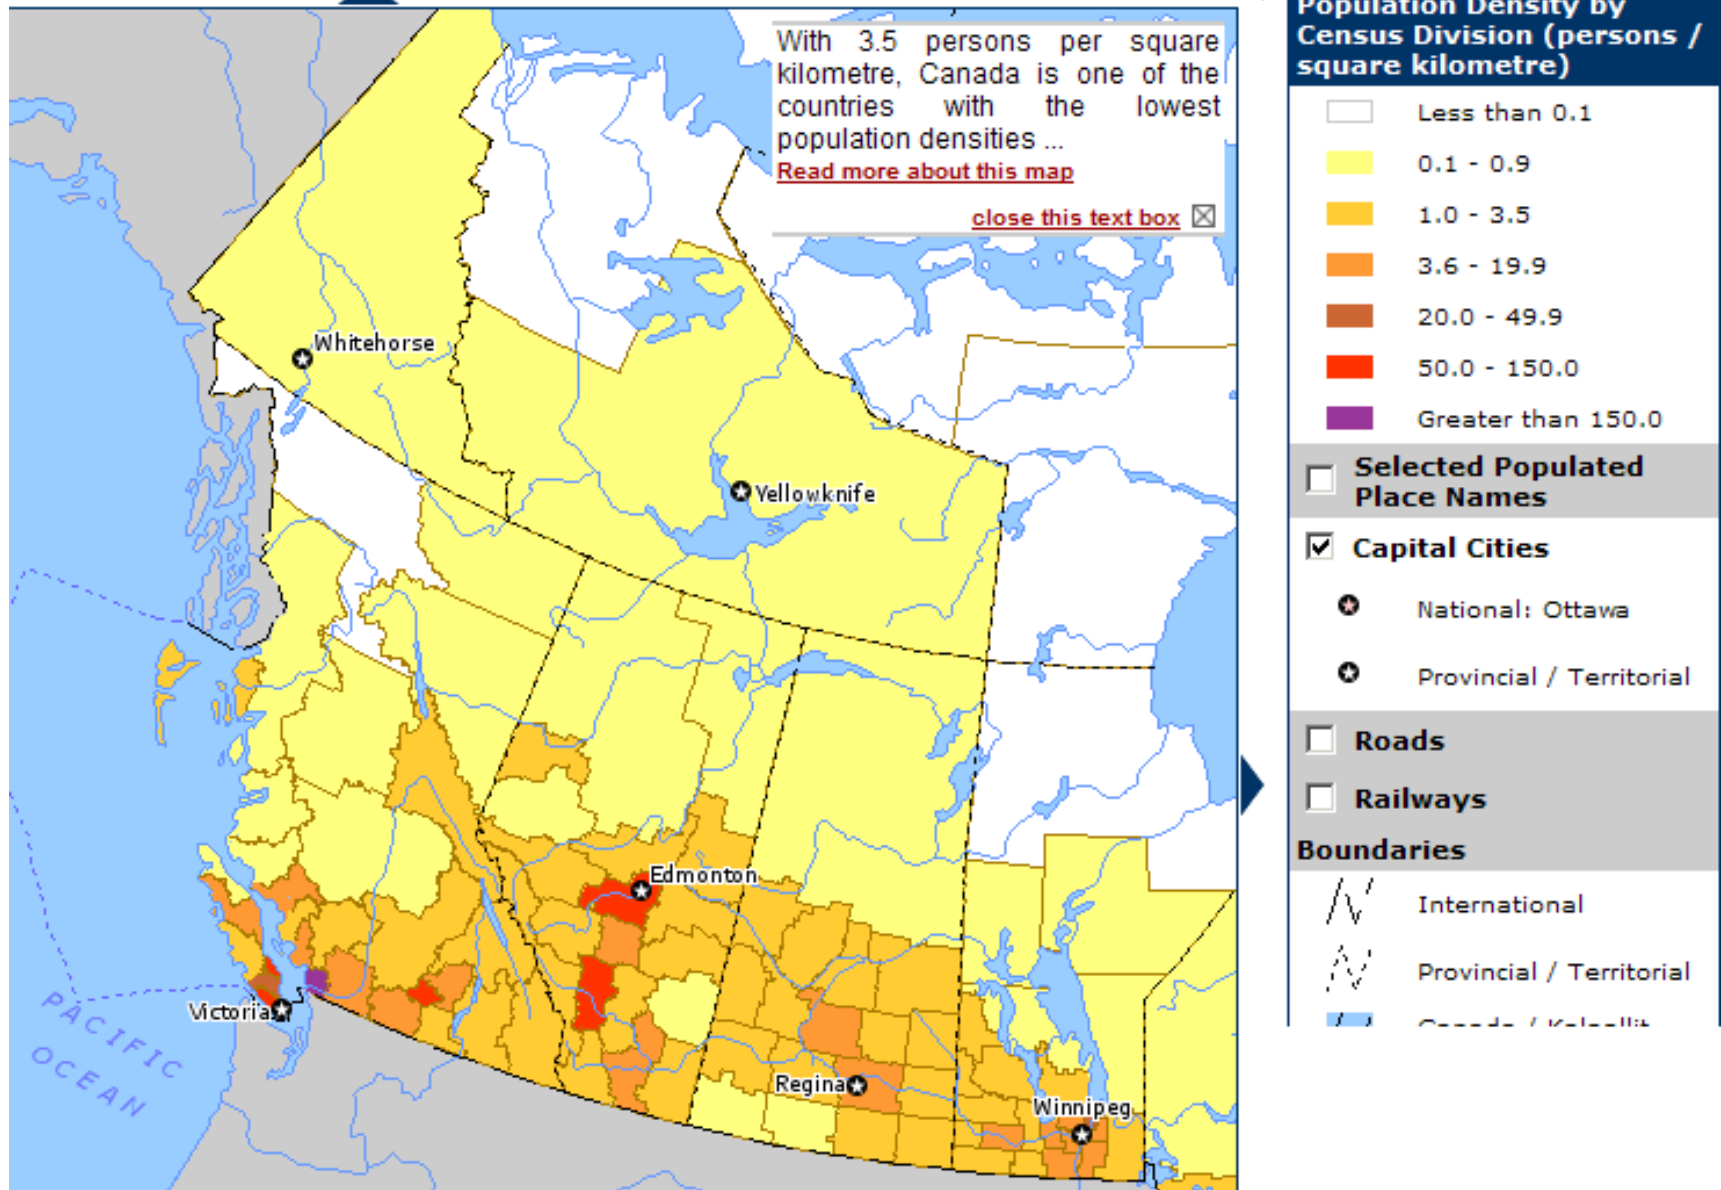 With 3.5 persons per square
kilometre, Canada is one of the
countries with the lowest
population densities ...
Read more about this map
close this text box
Whitehorse
Yellowknife
Edmonton
Victoria
Regina
Winnipeg
PACIFIC
OCEAN
Population Density by
Census Division (persons /
square kilometre)
Less than 0.1
0.1 - 0.9
1.0 - 3.5
3.6 - 19.9
20.0 - 49.9
50.0 - 150.0
Greater than 150.0
Selected Populated
Place Names
Capital Cities
National: Ottawa
Provincial / Territorial
Roads
Railways
Boundaries
International
Provincial / Territorial